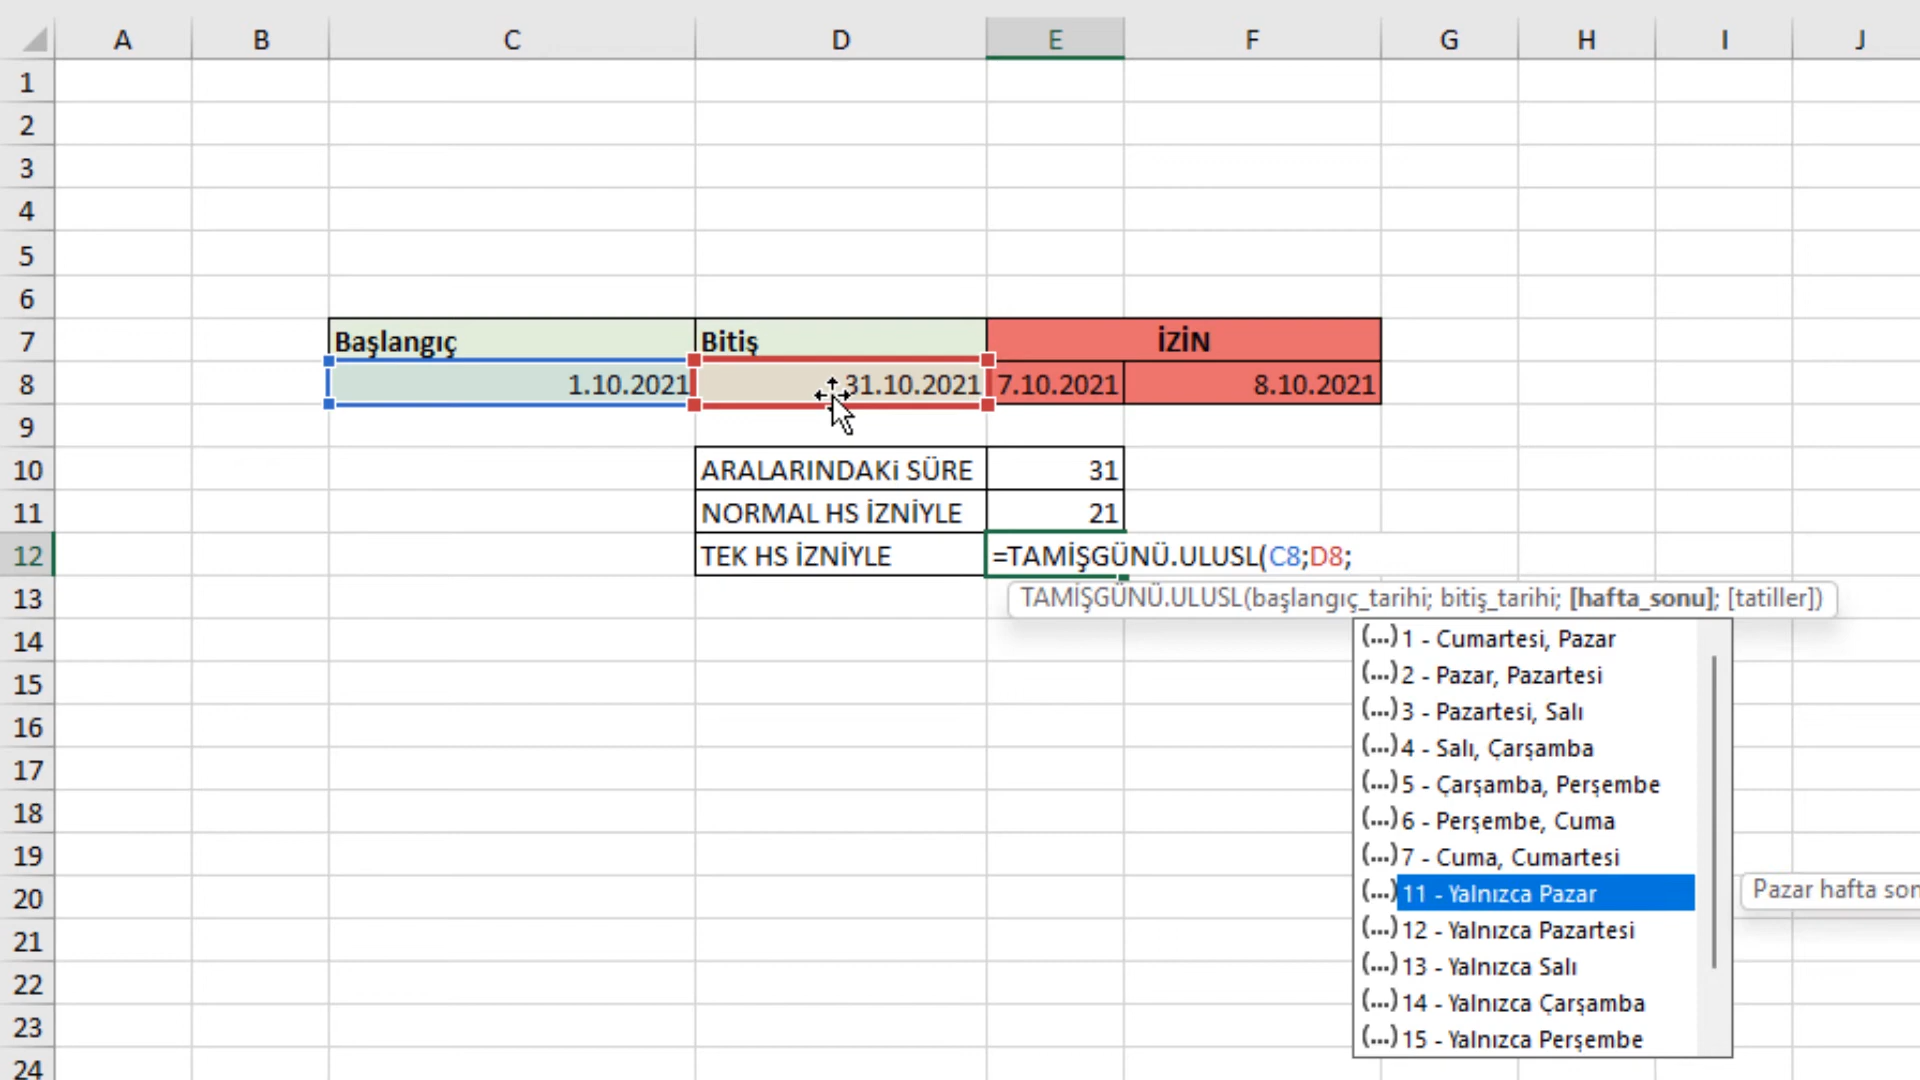 A B C D E F G H I J
1
2
3
4
5
6
7 Başlangıç Bitiş İZİN
8 1.10.2021 31.10.2021 7.10.2021 8.10.2021
9
10 ARALARINDAKi SÜRE 31
11 NORMAL HS İZNİYLE 21
12 TEK HS İZNİYLE =TAMİŞGÜNÜ.ULUSL(C8;D8;
13 TAMİŞGÜNÜ.ULUSL(başlangıç_tarihi; bitiş_tarihi; [hafta_sonu]; [tatiller])
14 (...) 1 - Cumartesi, Pazar
15 (...) 2 - Pazar, Pazartesi
16 (...) 3 - Pazartesi, Salı
17 (...) 4 - Salı, Çarşamba
18 (...) 5 - Çarşamba, Perşembe
(...) 6 - Perşembe, Cuma
19 (...) 7 - Cuma, Cumartesi
20 (...) 11 - Yalnızca Pazar Pazar hafta
21 (...) 12 - Yalnızca Pazartesi
22 (...) 13 - Yalnızca Salı
23 (...) 14 - Yalnızca Çarşamba
24 (...) 15 - Yalnızca Perşembe